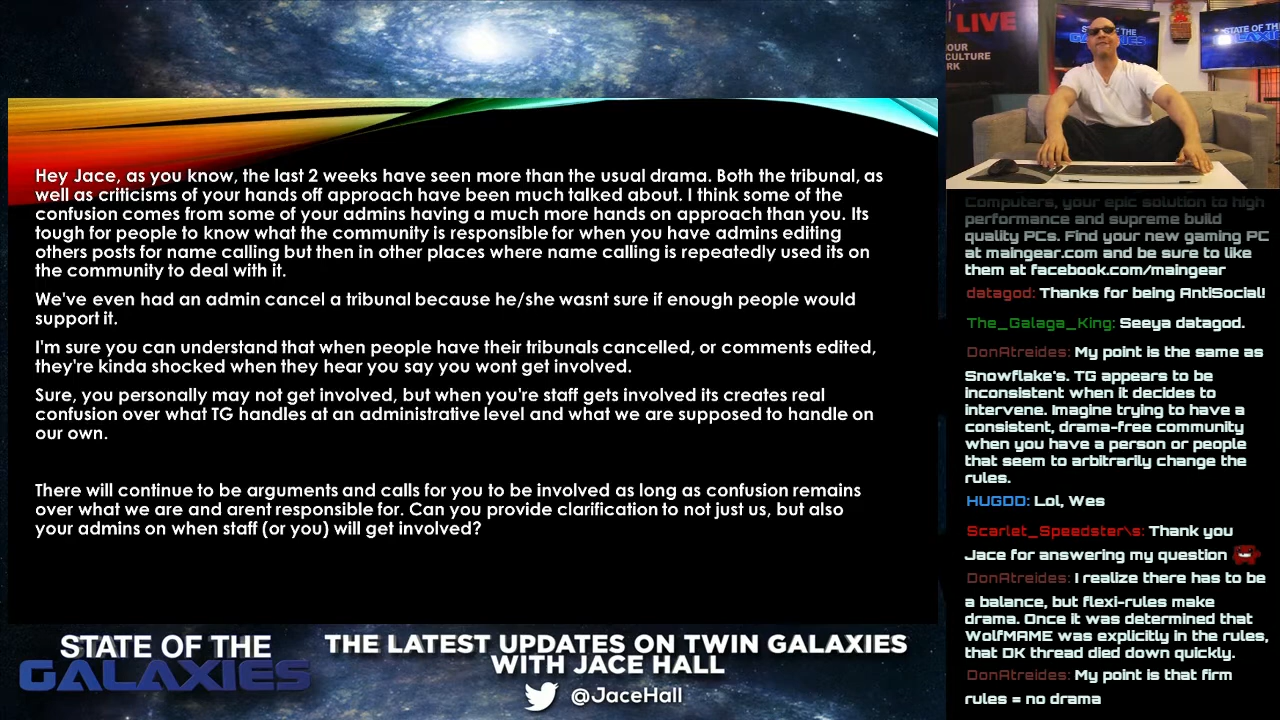 Hey Jace, as you know, the last 2 weeks have seen more than the usual drama. Both the tribunal, as
well as criticisms of your hands off approach have been much talked about. I think some of the
confusion comes from some of your admins having a much more hands on approach than you. Its
tough for people to know what the community is responsible for when you have admins editing
others posts for name calling but then in other places where name calling is repeatedly used its on
the community to deal with it.
We've even had an admin cancel a tribunal because he/she wasnt sure if enough people would
support it.
I'm sure you can understand that when people have their tribunals cancelled, or comments edited,
they're kinda shocked when they hear you say you wont get involved.
Sure, you personally may not get involved, but when you're staff gets involved its creates real
confusion over what TG handles at an administrative level and what we are supposed to handle on
our own.
There will continue to be arguments and calls for you to be involved as long as confusion remains
over what we are and arent responsible for. Can you provide clarification to not just us, but also
your admins on when staff (or you) will get involved?
STATE OF THE
GALAXIES
THE LATEST UPDATES ON TWIN GALAXIES
WITH JACE HALL
@JaceHall
LIVE
OUR
CULTURE
RK
STATE OF THE
GALAXIES
Computers, your epic solution to high
performance and supreme build
quality PCs. Find your new gaming PC
at maingear.com and be sure to like
them at facebook.com/maingear
datagod: Thanks for being AntiSocial!
The_Galaga_King: Seeya datagod.
DonAtreides: My point is the same as
Snowflake's. TG appears to be
inconsistent when it decides to
intervene. Imagine trying to have a
consistent, drama-free community
when you have a person or people
that seem to arbitrarily change the
rules.
HUGDD: Lol, Wes
Scarlet_Speedster\s: Thank you
Jace for answering my question
DonAtreides: I realize there has to be
a balance, but flexi-rules make
drama. Once it was determined that
WolfMAME was explicitly in the rules,
that DK thread died down quickly.
DonAtreides: My point is that firm
rules = no drama